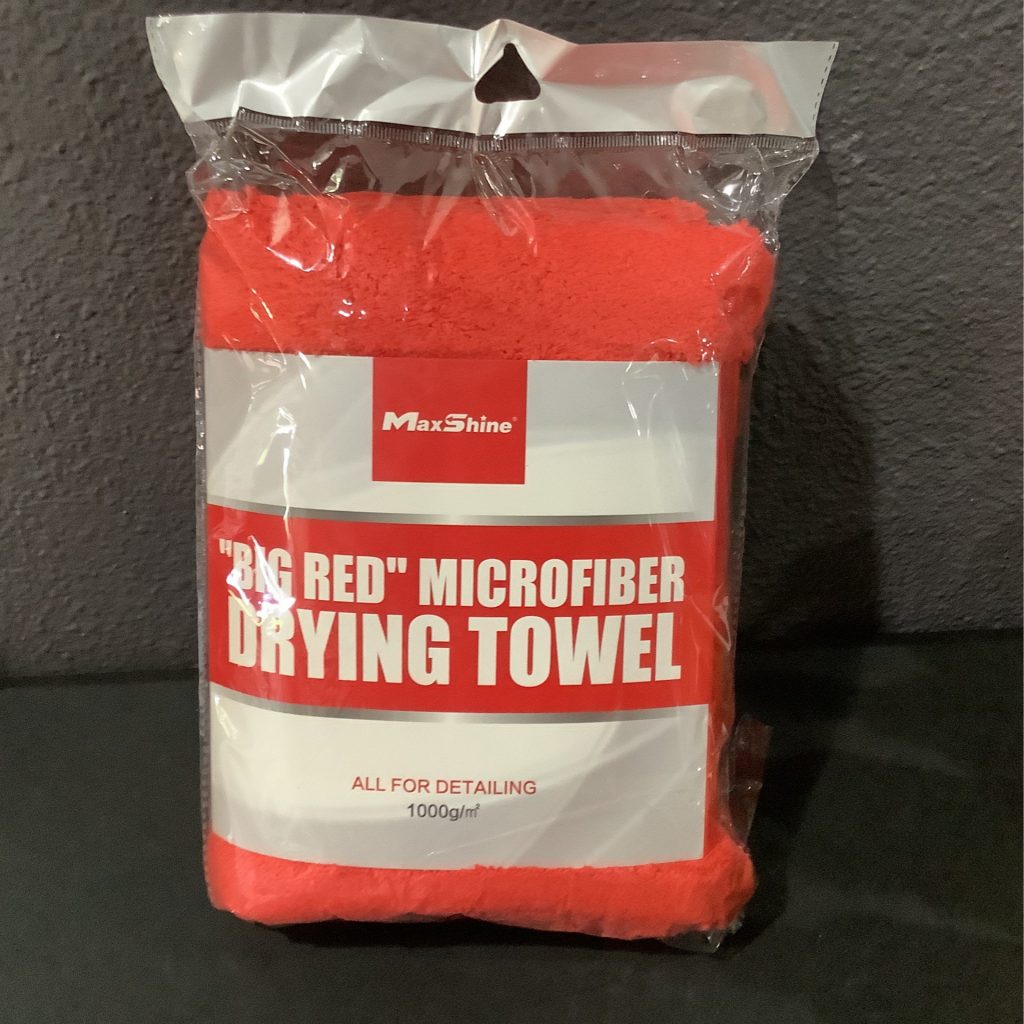 MaxShine®
"BIG RED" MICROFIBER
DRYING TOWEL
ALL FOR DETAILING
1000g/㎡